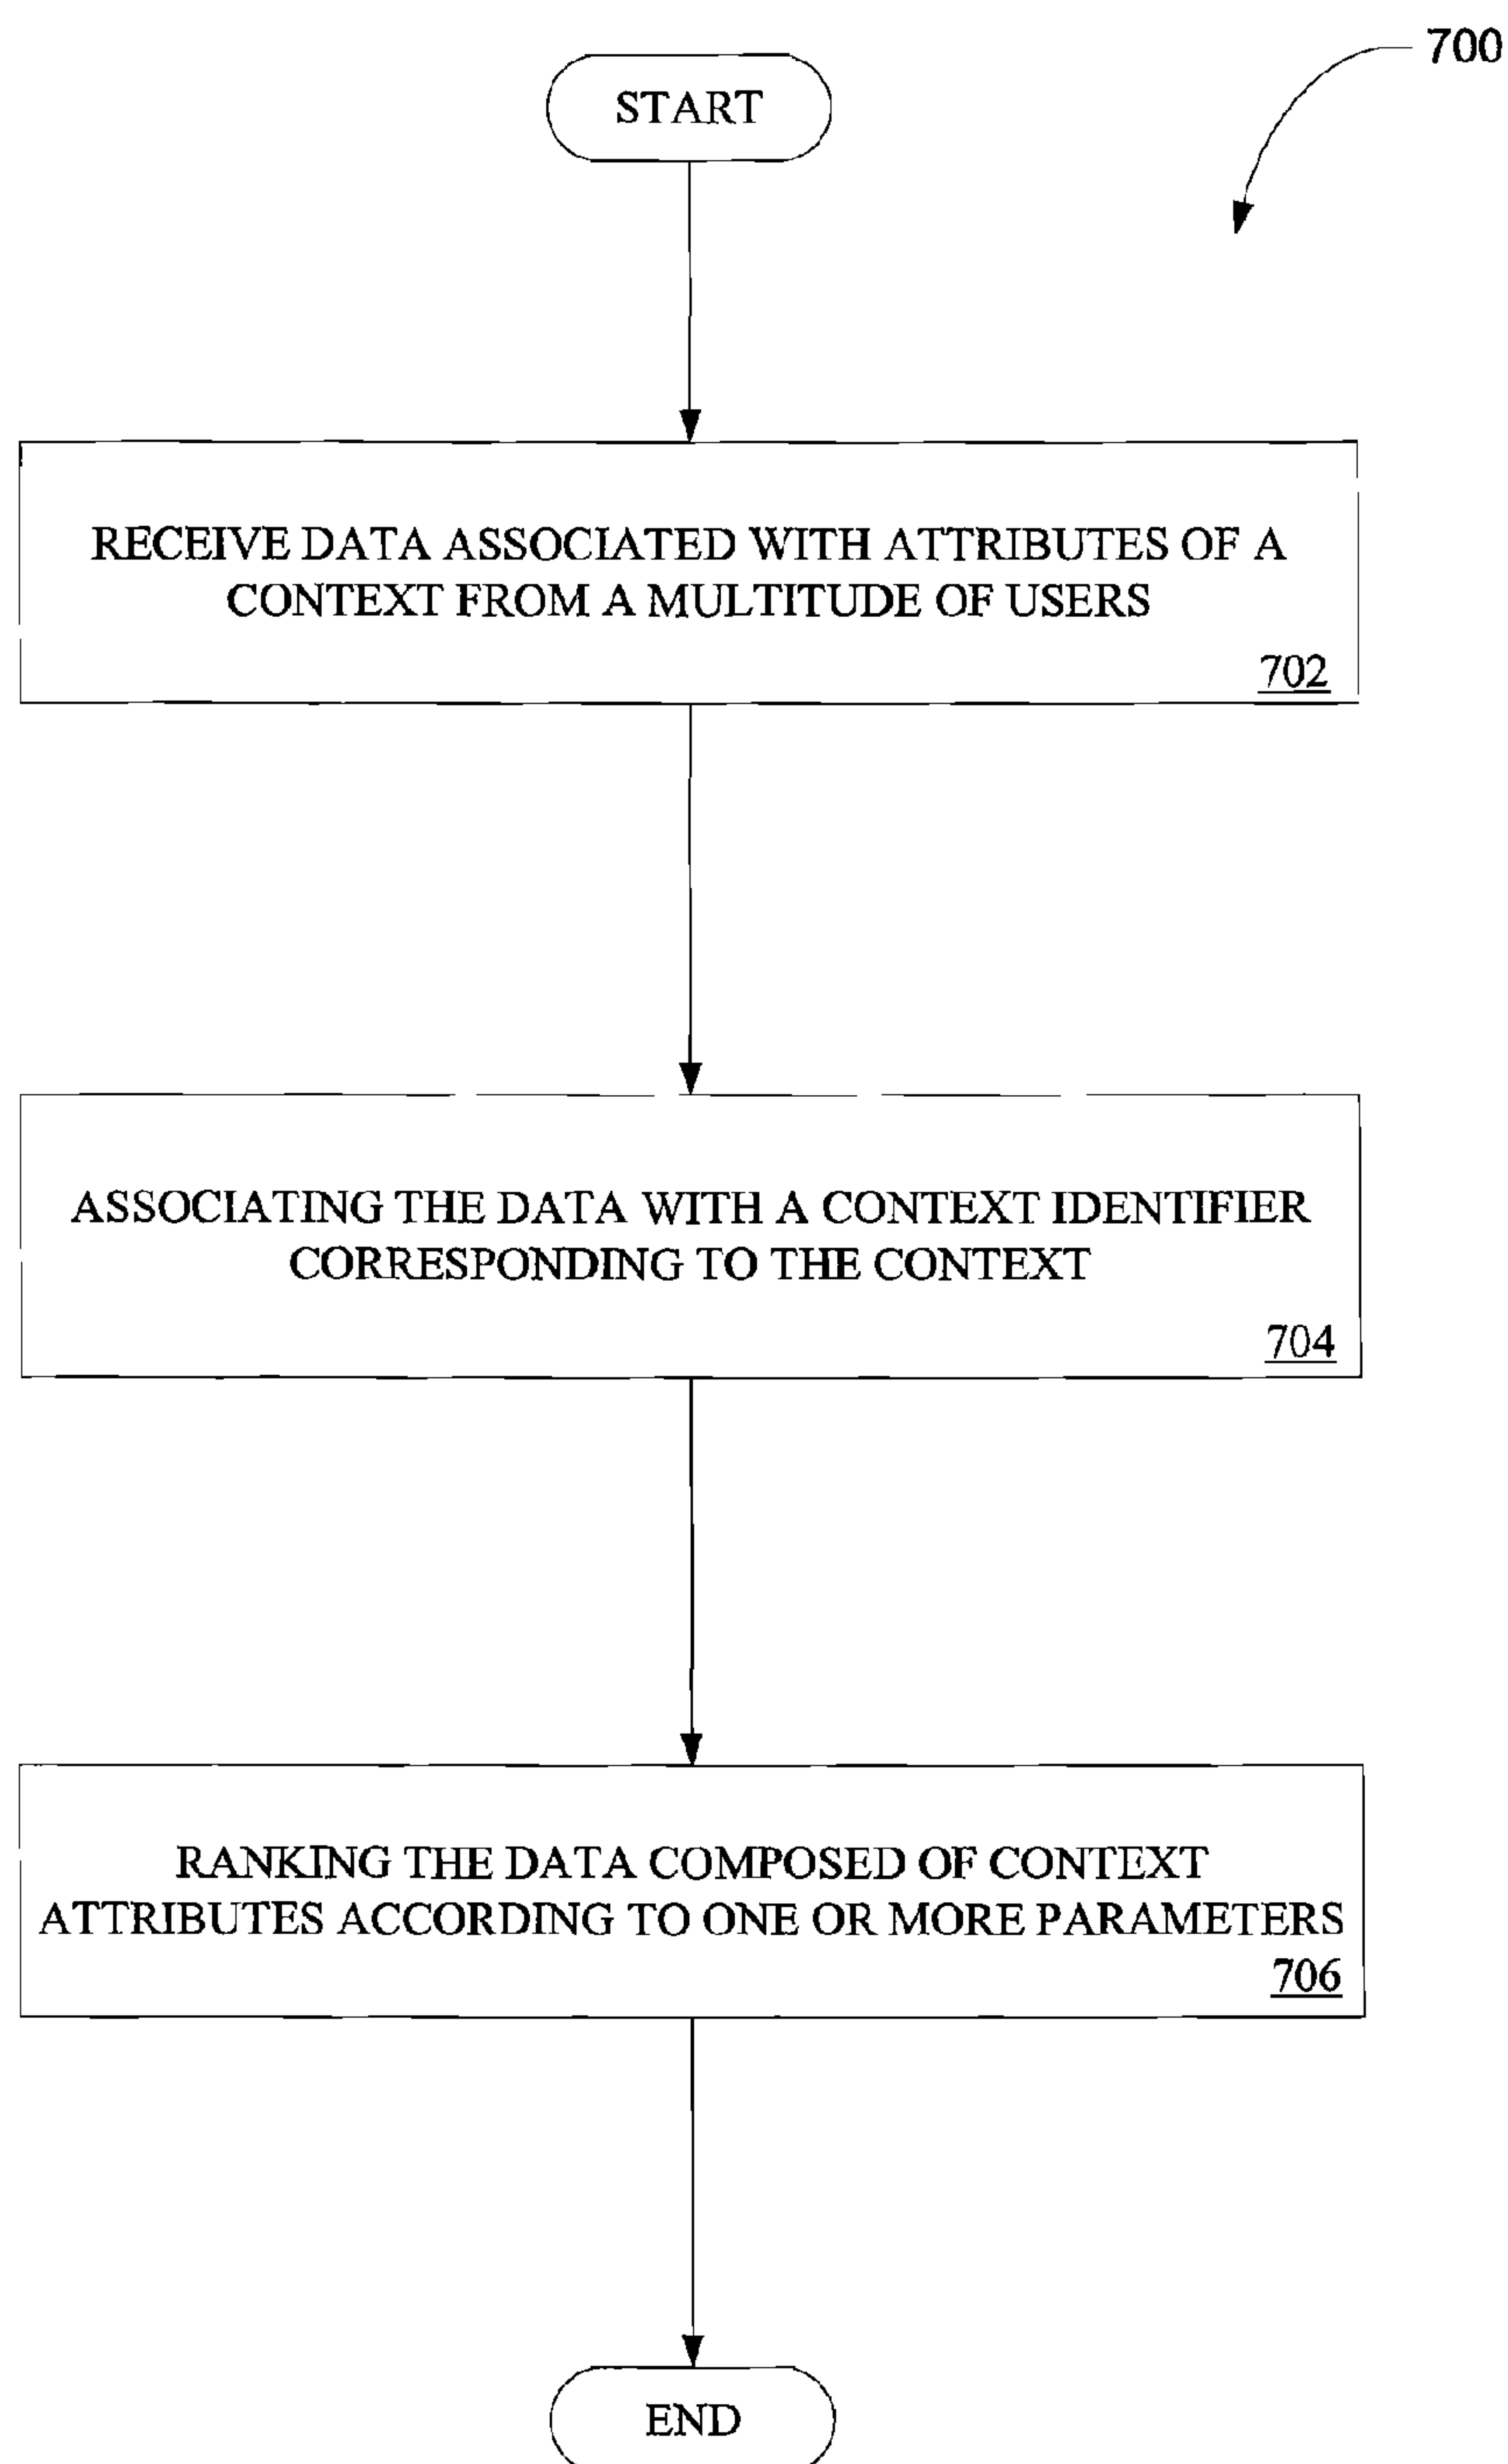 700
START
RECEIVE DATA ASSOCIATED WITH ATTRIBUTES OF A
CONTEXT FROM A MULTITUDE OF USERS
702
ASSOCIATING THE DATA WITH A CONTEXT IDENTIFIER
CORRESPONDING TO THE CONTEXT
704
RANKING THE DATA COMPOSED OF CONTEXT
ATTRIBUTES ACCORDING TO ONE OR MORE PARAMETERS
706
END